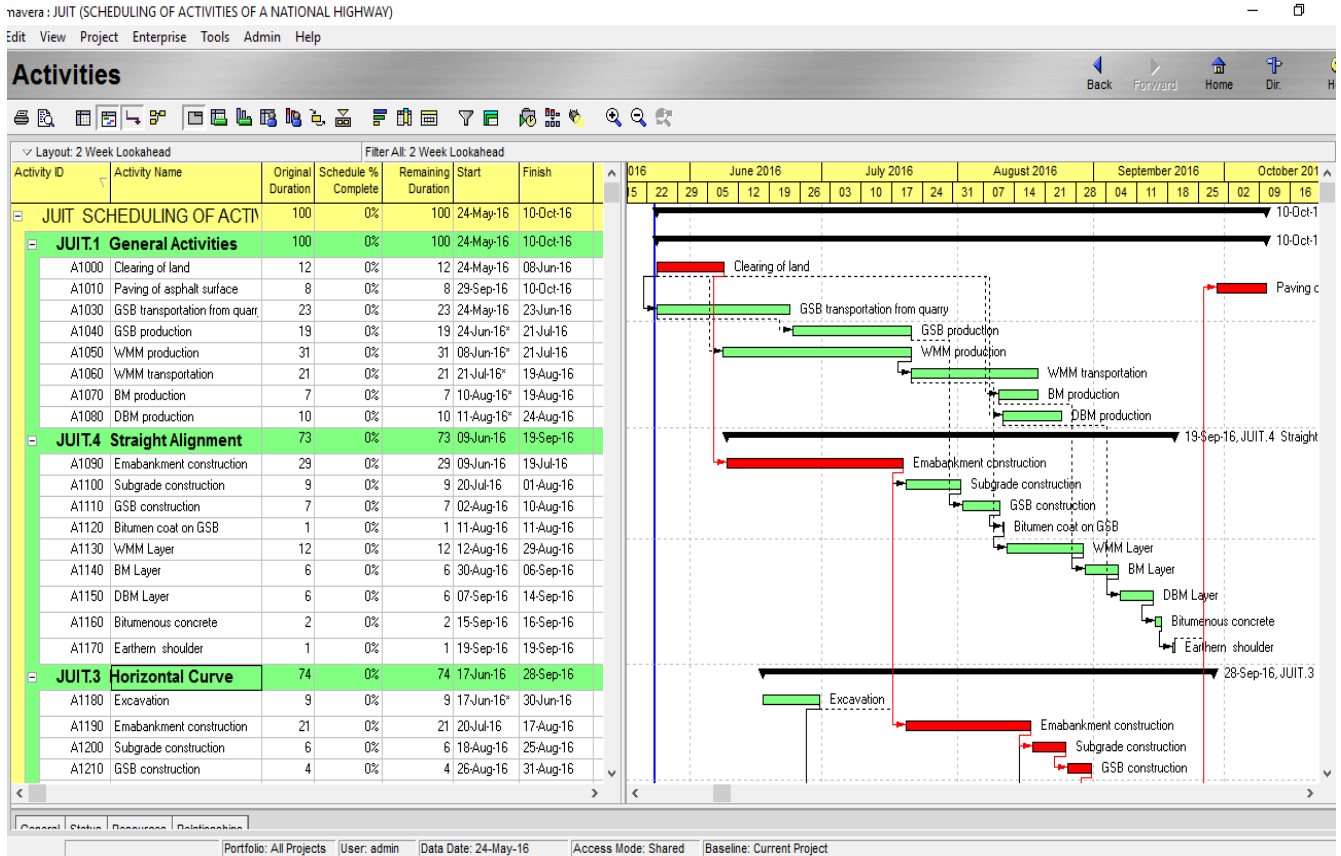 mavera : JUIT (SCHEDULING OF ACTIVITIES OF A NATIONAL HIGHWAY)
Edit View Project Enterprise Tools Admin Help
Activities
Back Forward Home Dir. H
Layout: 2 Week Lookahead Filter All: 2 Week Lookahead
Activity ID Activity Name Original Duration Schedule % Complete Remaining Duration Start Finish
016 June 2016 July 2016 August 2016 September 2016 October 201
15 22 29 05 12 19 26 03 10 17 24 31 07 14 21 28 04 11 18 25 02 09 16
JUIT SCHEDULING OF ACTIV 100 0% 100 24-May-16 10-Oct-16 10-Oct-1
JUIT.1 General Activities 100 0% 100 24-May-16 10-Oct-16 10-Oct-1
A1000 Clearing of land 12 0% 12 24-May-16 08-Jun-16 Clearing of land
A1010 Paving of asphalt surface 8 0% 8 29-Sep-16 10-Oct-16 Paving c
A1030 GSB transportation from quarr 23 0% 23 24-May-16 23-Jun-16 GSB transportation from quarry
A1040 GSB production 19 0% 19 24-Jun-16* 21-Jul-16 GSB production
A1050 WMM production 31 0% 31 08-Jun-16* 21-Jul-16 WMM production
A1060 WMM transportation 21 0% 21 21-Jul-16* 19-Aug-16 WMM transportation
A1070 BM production 7 0% 7 10-Aug-16* 19-Aug-16 BM production
A1080 DBM production 10 0% 10 11-Aug-16* 24-Aug-16 DBM production
JUIT.4 Straight Alignment 73 0% 73 09-Jun-16 19-Sep-16 19-Sep-16, JUIT.4 Straight
A1090 Emabankment construction 29 0% 29 09-Jun-16 19-Jul-16 Emabankment construction
A1100 Subgrade construction 9 0% 9 20-Jul-16 01-Aug-16 Subgrade construction
A1110 GSB construction 7 0% 7 02-Aug-16 10-Aug-16 GSB construction
A1120 Bitumen coat on GSB 1 0% 1 11-Aug-16 11-Aug-16 Bitumen coat on GSB
A1130 WMM Layer 12 0% 12 12-Aug-16 29-Aug-16 WMM Layer
A1140 BM Layer 6 0% 6 30-Aug-16 06-Sep-16 BM Layer
A1150 DBM Layer 6 0% 6 07-Sep-16 14-Sep-16 DBM Layer
A1160 Bitumenous concrete 2 0% 2 15-Sep-16 16-Sep-16 Bitumenous concrete
A1170 Earthern shoulder 1 0% 1 19-Sep-16 19-Sep-16 Earthern shoulder
JUIT.3 Horizontal Curve 74 0% 74 17-Jun-16 28-Sep-16 28-Sep-16, JUIT.3
A1180 Excavation 9 0% 9 17-Jun-16* 30-Jun-16 Excavation
A1190 Emabankment construction 21 0% 21 20-Jul-16 17-Aug-16 Emabankment construction
A1200 Subgrade construction 6 0% 6 18-Aug-16 25-Aug-16 Subgrade construction
A1210 GSB construction 4 0% 4 26-Aug-16 31-Aug-16 GSB construction
General Status Resources Relationships
Portfolio: All Projects User: admin Data Date: 24-May-16 Access Mode: Shared Baseline: Current Project